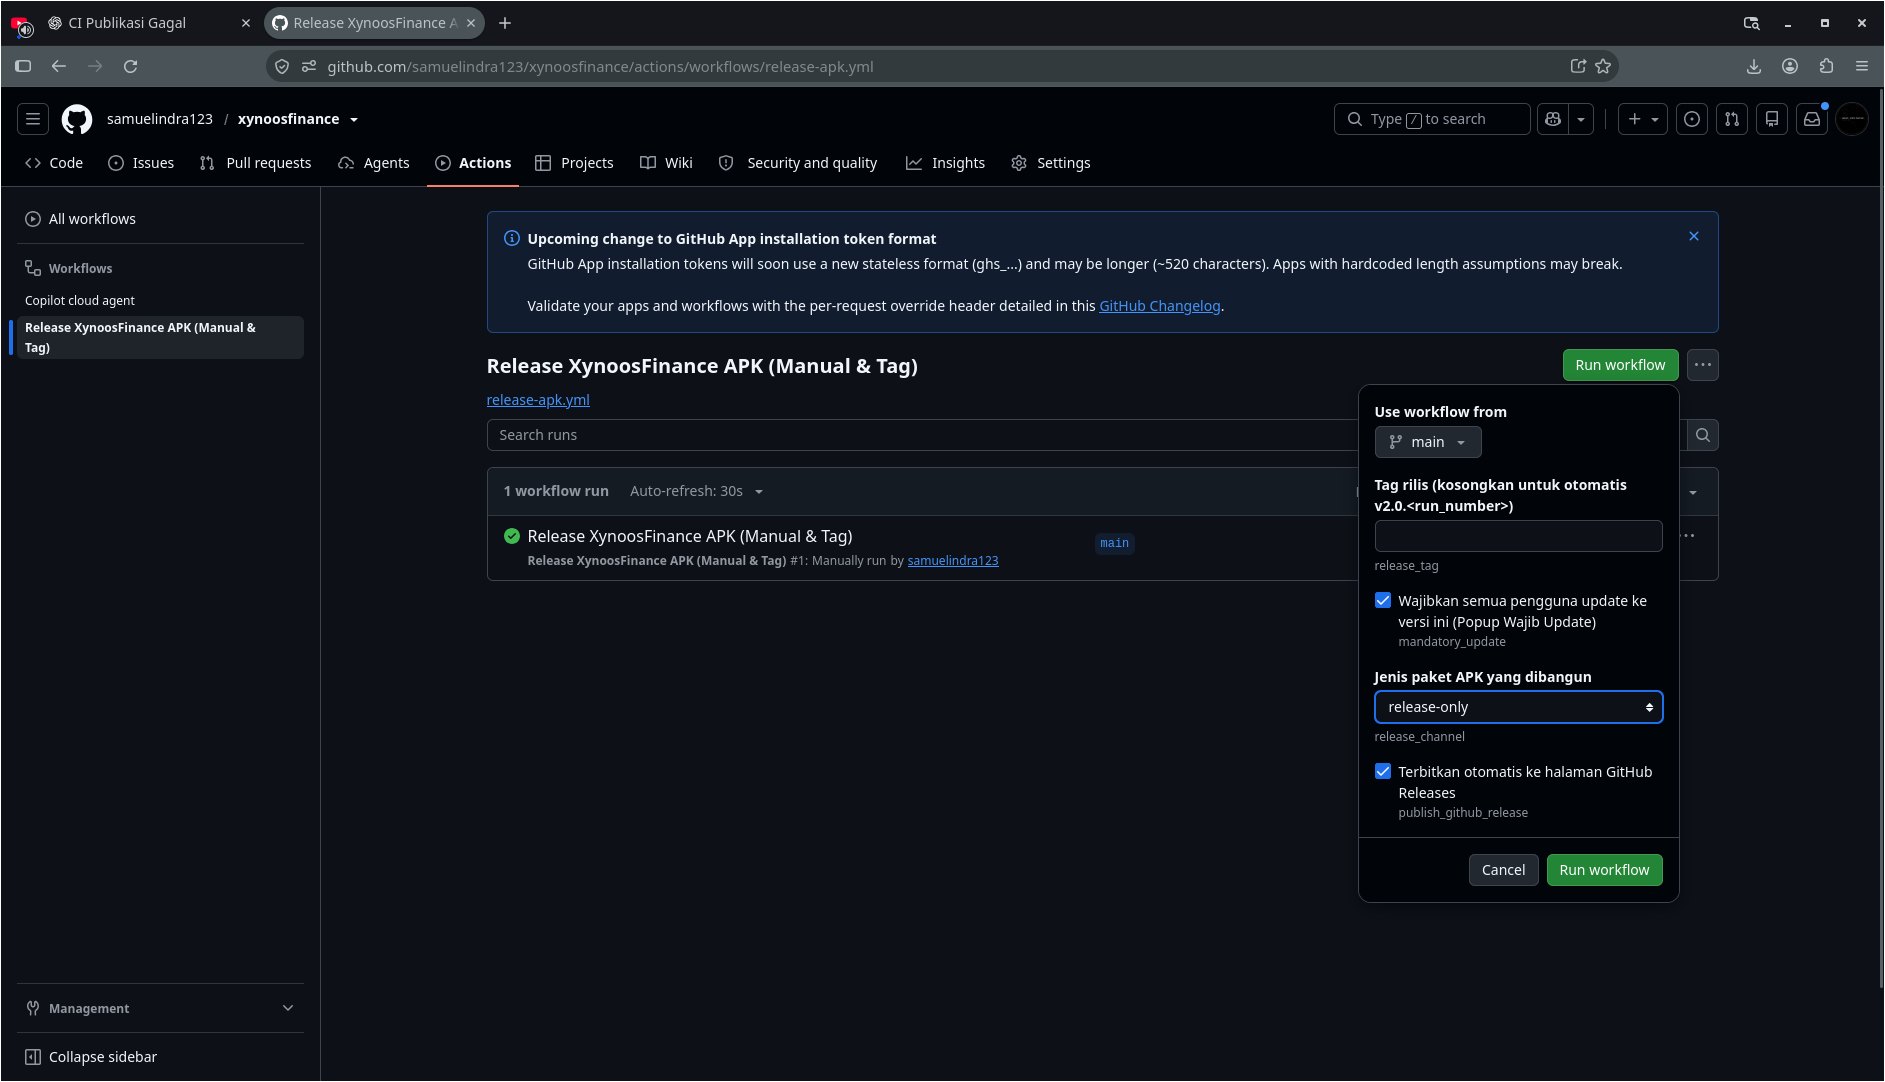 CI Publikasi Gagal
Release XynoosFinance A
github.com/samuelindra123/xynoosfinance/actions/workflows/release-apk.yml
samuelindra123 / xynoosfinance
Type / to search
Code
Issues
Pull requests
Agents
Actions
Projects
Wiki
Security and quality
Insights
Settings
All workflows
Workflows
Copilot cloud agent
Release XynoosFinance APK (Manual &
Tag)
Management
Collapse sidebar
Upcoming change to GitHub App installation token format
GitHub App installation tokens will soon use a new stateless format (ghs_...) and may be longer (~520 characters). Apps with hardcoded length assumptions may break.
Validate your apps and workflows with the per-request override header detailed in this GitHub Changelog.
Release XynoosFinance APK (Manual & Tag)
Run workflow
release-apk.yml
Search runs
1 workflow run
Auto-refresh: 30s
Release XynoosFinance APK (Manual & Tag)
main
Release XynoosFinance APK (Manual & Tag) #1: Manually run by samuelindra123
Use workflow from
main
Tag rilis (kosongkan untuk otomatis
v2.0.<run_number>)
release_tag
Wajibkan semua pengguna update ke
versi ini (Popup Wajib Update)
mandatory_update
Jenis paket APK yang dibangun
release-only
release_channel
Terbitkan otomatis ke halaman GitHub
Releases
publish_github_release
Cancel
Run workflow